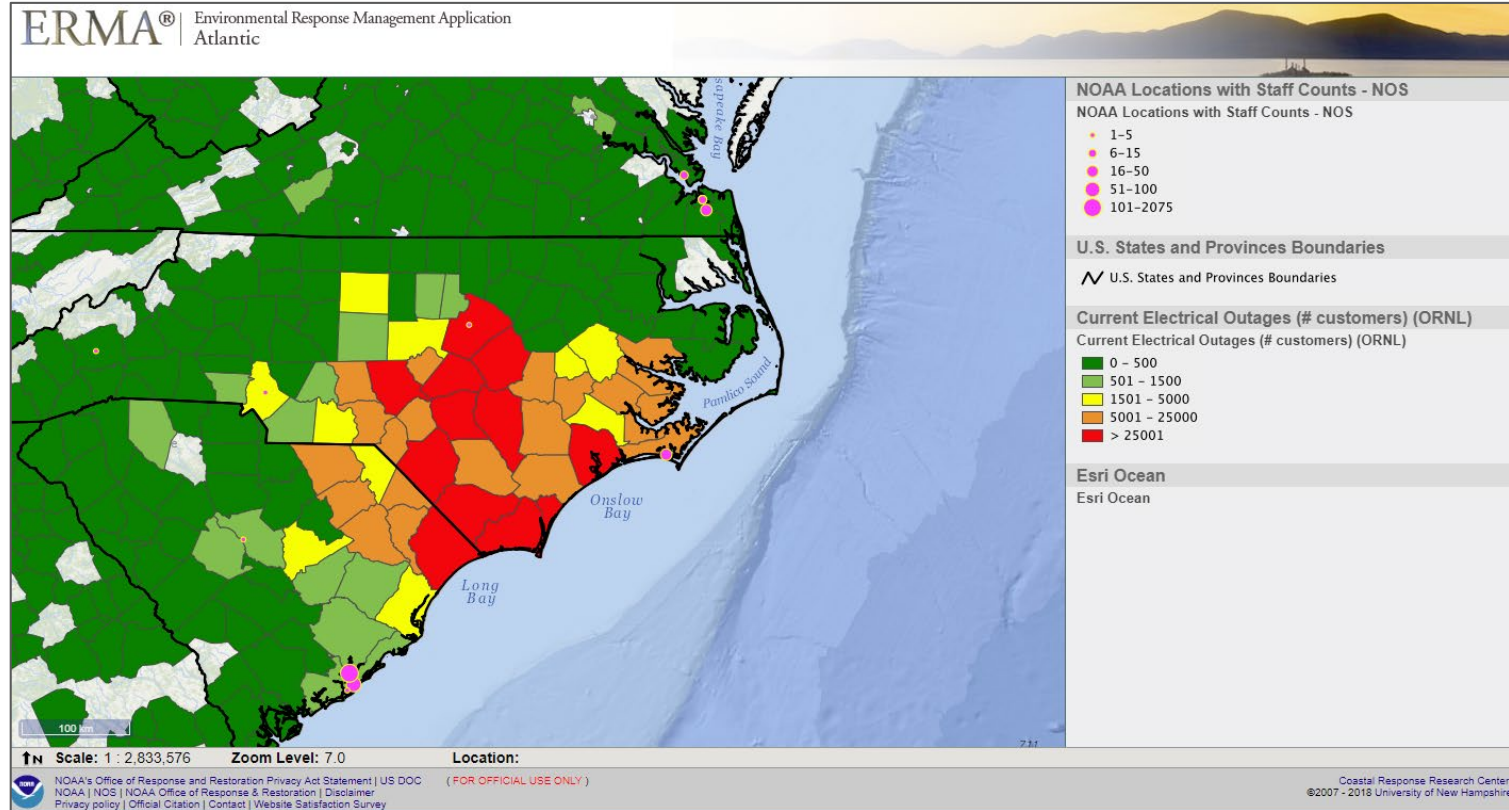 ERMA® | Environmental Response Management Application
Atlantic
sapeake Bay
Pamlico Sound
Onslow
Bay
Long
Bay
100 km
NOAA Locations with Staff Counts - NOS
NOAA Locations with Staff Counts - NOS
1-5
6-15
16-50
51-100
101-2075
U.S. States and Provinces Boundaries
U.S. States and Provinces Boundaries
Current Electrical Outages (# customers) (ORNL)
Current Electrical Outages (# customers) (ORNL)
0 - 500
501 - 1500
1501 - 5000
5001 - 25000
> 25001
Esri Ocean
Esri Ocean
N Scale: 1 : 2,833,576 Zoom Level: 7.0 Location:
NOAA's Office of Response and Restoration Privacy Act Statement | US DOC ( FOR OFFICIAL USE ONLY )
NOAA | NOS | NOAA Office of Response & Restoration | Disclaimer
Privacy policy | Official Citation | Contact | Website Satisfaction Survey
Coastal Response Research Center
©2007 - 2018 University of New Hampshire